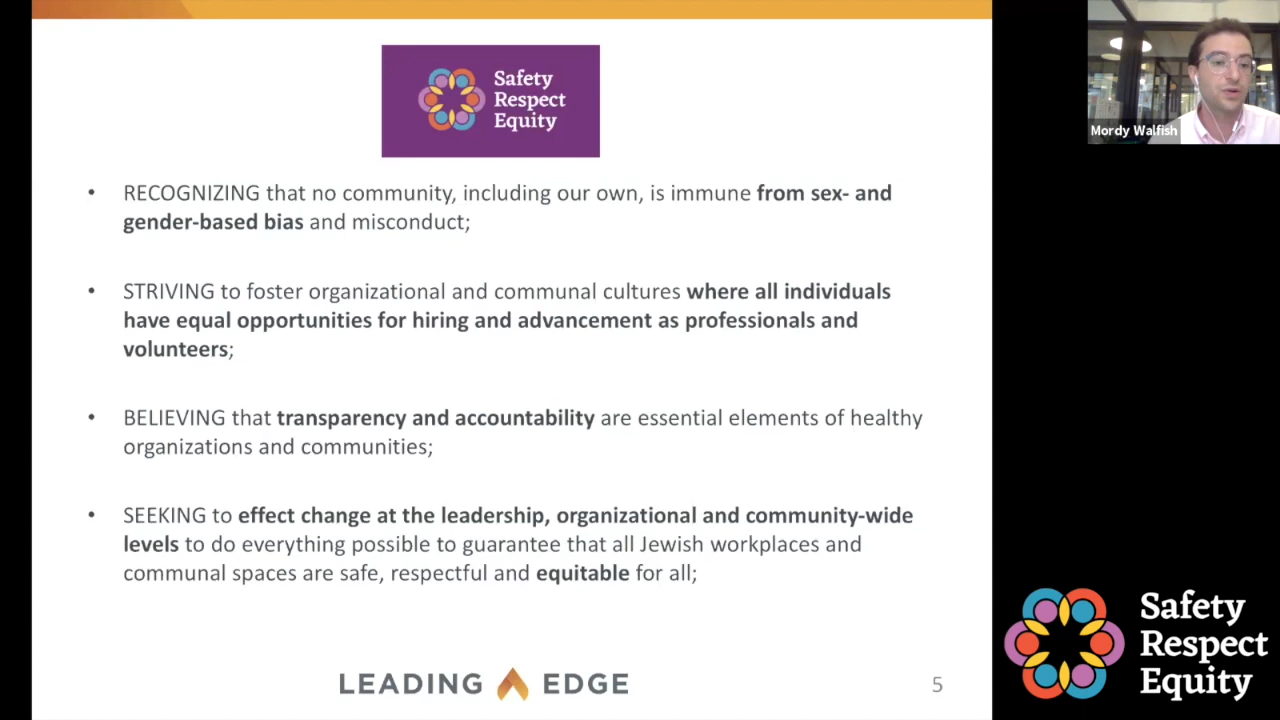 Safety
Respect
Equity
Mordy Walfish
• RECOGNIZING that no community, including our own, is immune from sex- and
gender-based bias and misconduct;
• STRIVING to foster organizational and communal cultures where all individuals
have equal opportunities for hiring and advancement as professionals and
volunteers;
• BELIEVING that transparency and accountability are essential elements of healthy
organizations and communities;
• SEEKING to effect change at the leadership, organizational and community-wide
levels to do everything possible to guarantee that all Jewish workplaces and
communal spaces are safe, respectful and equitable for all;
LEADING EDGE
5
Safety
Respect
Equity